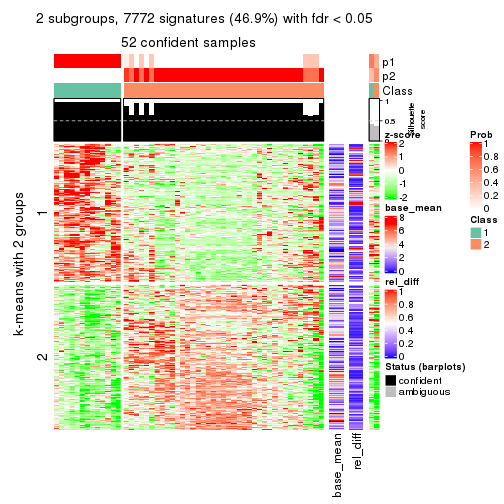 2 subgroups, 7772 signatures (46.9%) with fdr < 0.05
52 confident samples
p1
p2
Class
1
0.5
Silhouette
score
k-means with 2 groups
1
2
base_mean
rel_diff
z-score
2
1
0
-1
-2
base_mean
8
6
4
2
0
rel_diff
1
0.8
0.6
0.4
0.2
0
Status (barplots)
confident
ambiguous
Prob
1
0.8
0.6
0.4
0.2
0
Class
1
2